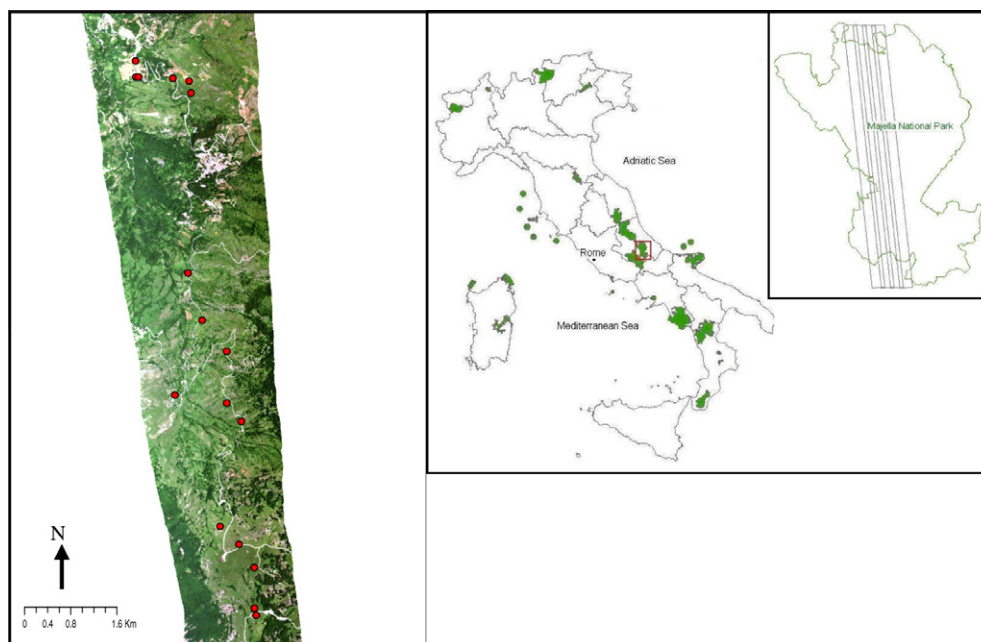 N
0 0.4 0.8 1.6 Km
Adriatic Sea
Rome
Mediterranean Sea
Majella National Park